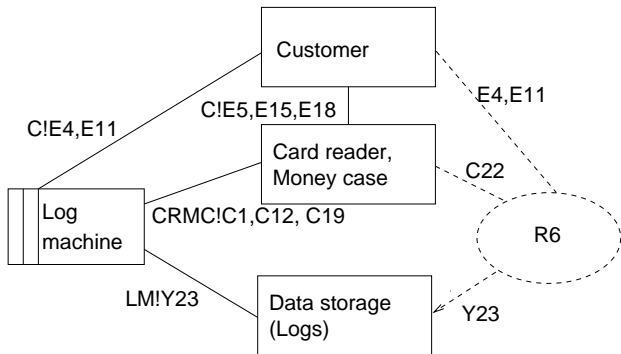 Customer
E4,E11
C!E4,E11
C!E5,E15,E18
Card reader,
Money case
C22
Log
machine
CRMC!C1,C12, C19
R6
LM!Y23
Data storage
(Logs)
Y23